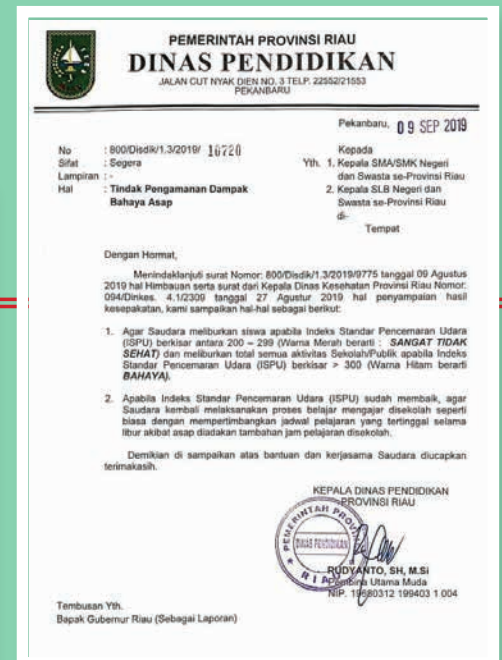 PEMERINTAH PROVINSI RIAU
DINAS PENDIDIKAN
JALAN CUT NYAK DIEN NO. 3 TELP. 22552/21553
PEKANBARU
Pekanbaru, 09 SEP 2019
No : 800/Disdik/1.3/2019/ 10720
Sifat : Segera
Lampiran : -
Hal : Tindak Pengamanan Dampak
Bahaya Asap
Kepada
Yth. 1. Kepala SMA/SMK Negeri
dan Swasta se-Provinsi Riau
2. Kepala SLB Negeri dan
Swasta se-Provinsi Riau
di-
Tempat
Dengan Hormat,
Menindaklanjuti surat Nomor: 800/Disdik/1.3/2019/9775 tanggal 09 Agustus
2019 hal Himbauan serta surat dari Kepala Dinas Kesehatan Provinsi Riau Nomor:
094/Dinkes. 4.1/2309 tanggal 27 Agustur 2019 hal penyampaian hasil
kesepakatan, kami sampaikan hal-hal sebagai berikut:
1. Agar Saudara meliburkan siswa apabila Indeks Standar Pencemaran Udara
(ISPU) berkisar antara 200 – 299 (Warna Merah berarti : SANGAT TIDAK
SEHAT) dan meliburkan total semua aktivitas Sekolah/Publik apabila Indeks
Standar Pencemaran Udara (ISPU) berkisar > 300 (Warna Hitam berarti
BAHAYA).
2. Apabila Indeks Standar Pencemaran Udara (ISPU) sudah membaik, agar
Saudara kembali melaksanakan proses belajar mengajar disekolah seperti
biasa dengan mempertimbangkan jadwal pelajaran yang tertinggal selama
libur akibat asap diadakan tambahan jam pelajaran disekolah.
Demikian di sampaikan atas bantuan dan kerjasama Saudara diucapkan
terimakasih.
KEPALA DINAS PENDIDIKAN
PROVINSI RIAU
PEMERINTAH PROVINSI
DINAS PENDIDIKAN
RIAU
RUDYANTO, SH, M.Si
Pembina Utama Muda
NIP. 19680312 199403 1 004
Tembusan Yth.
Bapak Gubernur Riau (Sebagai Laporan)